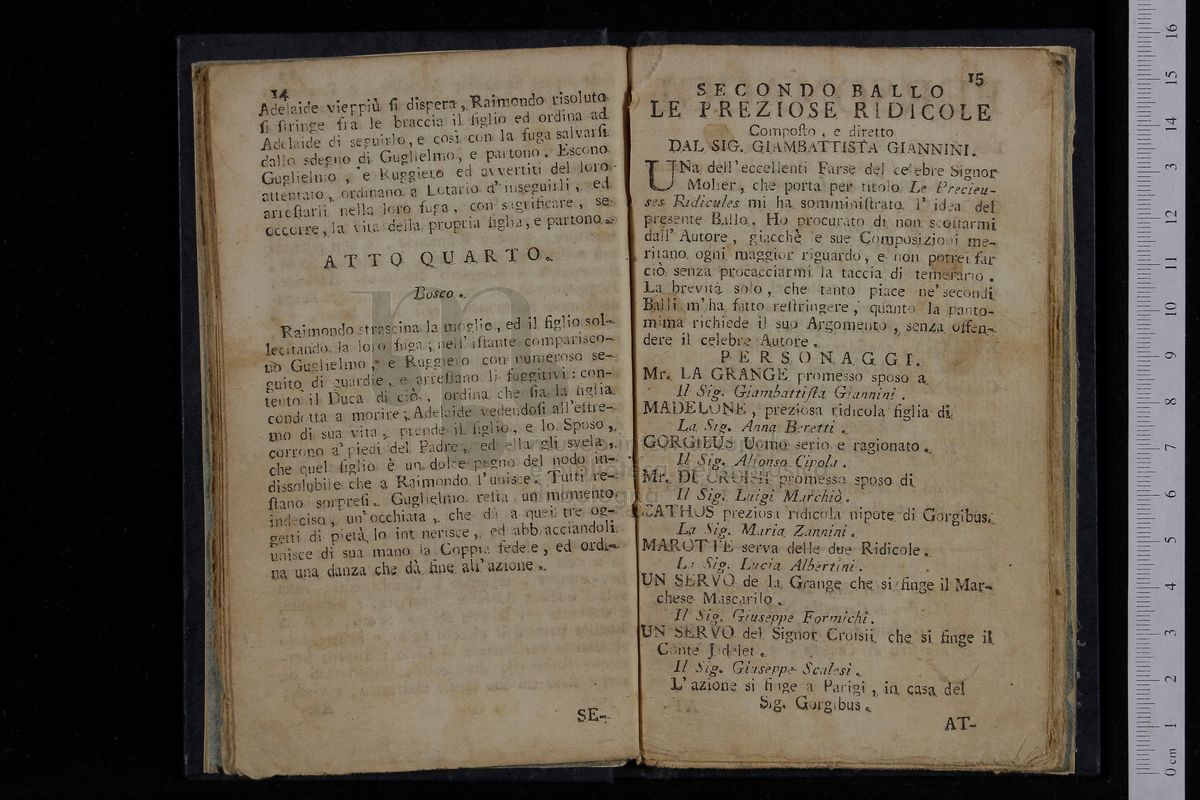 14
Adelaide vieppiù ſi diſpera, Raimondo riſoluto
ſi ſtringe fra le braccia il figlio ed ordina ad
Adelaide di ſeguirlo, e così con la fuga ſalvarſi
dallo sdegno di Guglielmo, e partono. Eſcono
Guglielmo, e Ruggiero ed avvertiti del loro
attentato, ordinano a Lotario d'inſeguirli, ed
arreſtarli nella loro fuga, con sagrificare, se
occorre, la vita della propria figlia, e partono.
ATTO QUARTO.
Bosco.
Raimondo straſcina la moglie, ed il figlio sol-
lecitando la loro fuga; nell'iſtante compariſco-
no Guglielmo, e Ruggiero con numeroso se-
guito di guardie, e arreſtano li fuggitivi: con-
tento il Duca di ciò, ordina che ſia la figlia
condotta a morire; Adelaide vedendoſi all'eſtre-
mo di sua vita, prende il figlio, e lo Sposo,
corrono a' piedi del Padre, ed ella gli svela,
che quel figlio è un dolce pegno del nodo in-
dissolubile che a Raimondo l'unisce. Tutti re-
ſtano sorpreſi. Guglielmo reſta un momento
indeciso, un'occhiata, che dà a quei tre og-
getti di pietà lo intenerisce, ed abbracciandoli
unisce di sua mano la Coppia fedele, ed ordi-
na una danza che dà fine all'azione.
SE-
15
SECONDO BALLO
LE PREZIOSE RIDICOLE
Compoſto, e diretto
DAL SIG. GIAMBATTISTA GIANNINI.
UNa dell'eccellenti Farse del celebre Signor
Molier, che porta per titolo Le Precieu-
ses Ridicules mi ha somminiſtrato l'idea del
preſente Ballo. Ho procurato di non scoſtarmi
dall'Autore, giacchè e sue Composizioni me-
ritano ogni maggior riguardo, e non potrei far
ciò senza procacciarmi la taccia di temerario.
La brevità solo, che tanto piace ne' secondi
Balli m'ha fatto reſtringere, quanto la panto-
mima richiede il suo Argomento, senza offen-
dere il celebre Autore.
PERSONAGGI.
Mr. LA GRANGE promesso sposo a
Il Sig. Giambattiſta Giannini.
MADELONE, preziosa ridicola figlia di
La Sig. Anna Beretti.
GORGIBUS Uomo serio e ragionato.
Il Sig. Alfonso Cipola.
Mr. DI CROISII promesso sposo di
Il Sig. Luigi Marchiò.
CATHOS preziosa ridicola nipote di Gorgibus.
La Sig. Maria Zannini.
MAROTTE serva delle due Ridicole.
La Sig. Lucia Albertini.
UN SERVO de la Grange che si finge il Mar-
chese Mascarilo.
Il Sig. Giuseppe Formichi.
UN SERVO del Signor Croisii che si finge il
Conte Jodelet.
Il Sig. Giuseppe Scalesi.
L'azione si finge a Parigi, in casa del
Sig. Gorgibus.
AT-